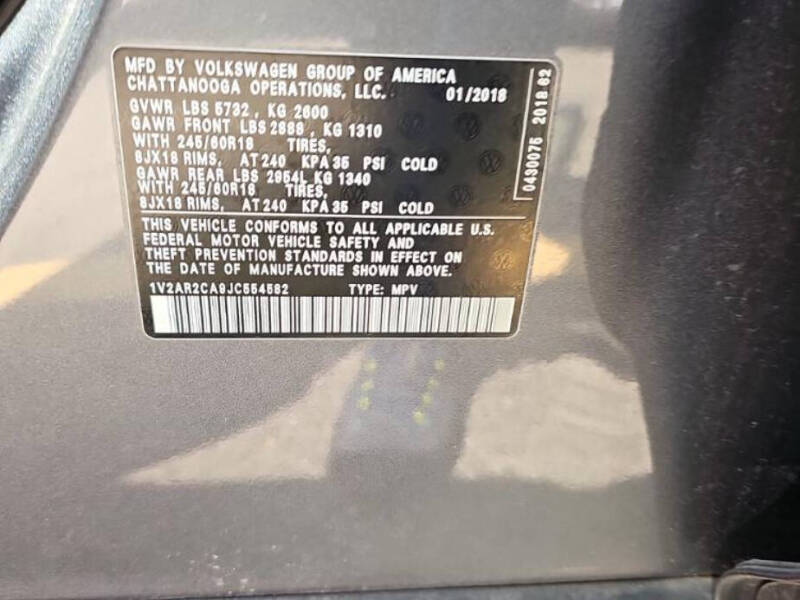 MFD BY VOLKSWAGEN GROUP OF AMERICA
CHATTANOOGA OPERATIONS, LLC. 01/2018
GVWR LBS 5732 , KG 2600
GAWR FRONT LBS 2888 , KG 1310
WITH 245/60R18 TIRES,
8JX18 RIMS, AT 240 KPA 35 PSI COLD
GAWR REAR LBS 2954L KG 1340
WITH 245/60R18 TIRES,
8JX18 RIMS, AT 240 KPA 35 PSI COLD
THIS VEHICLE CONFORMS TO ALL APPLICABLE U.S.
FEDERAL MOTOR VEHICLE SAFETY AND
THEFT PREVENTION STANDARDS IN EFFECT ON
THE DATE OF MANUFACTURE SHOWN ABOVE.
1V2AR2CA9JC554582 TYPE: MPV
0430075 2018 62